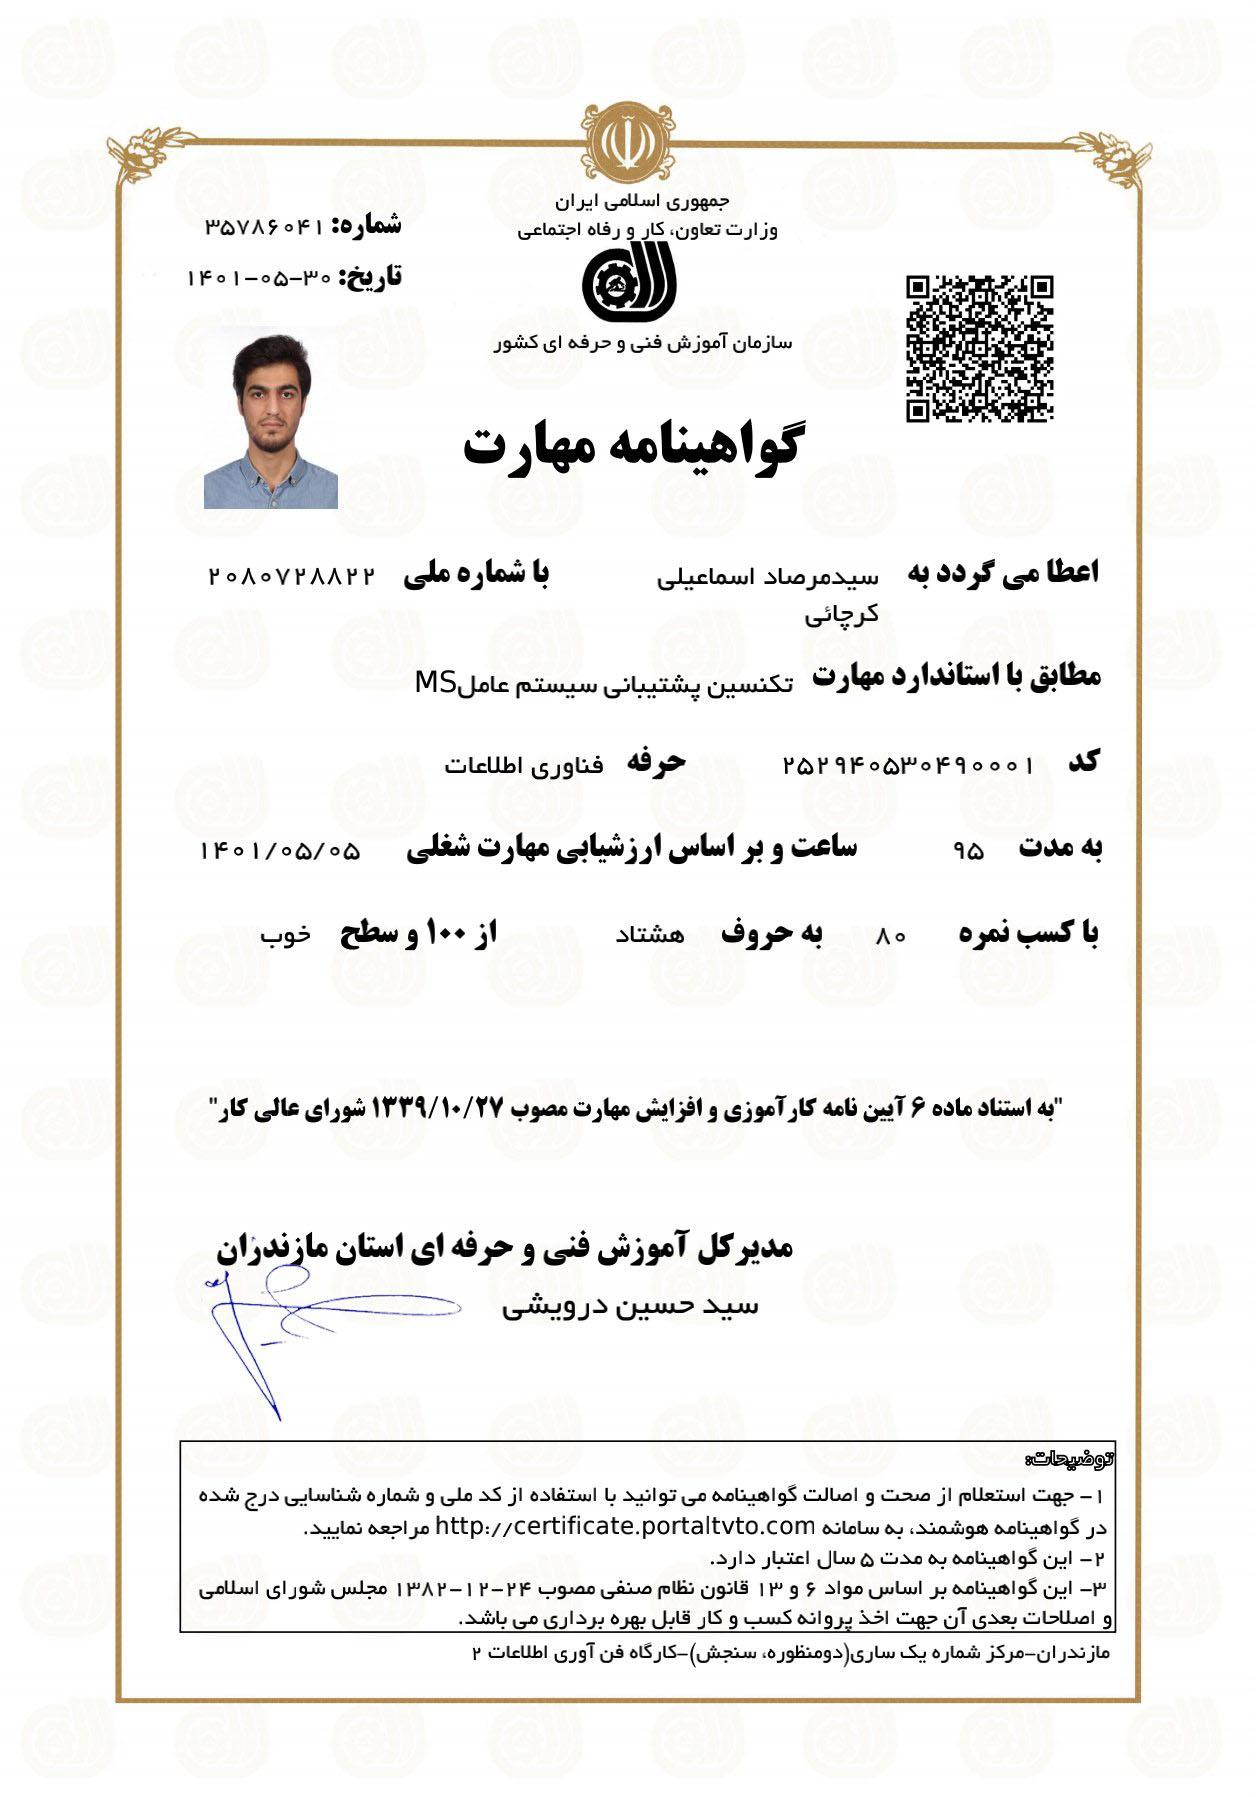 جمهوری اسلامی ایران
وزارت تعاون، کار و رفاه اجتماعی
سازمان آموزش فنی و حرفه ای کشور
شماره: ۳۵۷۸۶۰۴۱
تاریخ: ۱۴۰۱-۰۵-۳۰
گواهینامه مهارت
اعطا می گردد به سیدمرصاد اسماعیلی کرچائی با شماره ملی ۲۰۸۰۷۲۸۸۲۲
مطابق با استاندارد مهارت تکنسین پشتیبانی سیستم عاملMS
کد ۲۵۲۹۴۰۵۳۰۴۹۰۰۰۱ حرفه فناوری اطلاعات
به مدت ۹۵ ساعت و بر اساس ارزشیابی مهارت شغلی ۱۴۰۱/۰۵/۰۵
با کسب نمره ۸۰ به حروف هشتاد از ۱۰۰ و سطح خوب
"به استناد ماده ۶ آیین نامه کارآموزی و افزایش مهارت مصوب ۱۳۳۹/۱۰/۲۷ شورای عالی کار"
مدیرکل آموزش فنی و حرفه ای استان مازندران
سید حسین درویشی
توضیحات:
۱- جهت استعلام از صحت و اصالت گواهینامه می توانید با استفاده از کد ملی و شماره شناسایی درج شده
در گواهینامه هوشمند، به سامانه http://certificate.portaltvto.com مراجعه نمایید.
۲- این گواهینامه به مدت ۵ سال اعتبار دارد.
۳- این گواهینامه بر اساس مواد ۶ و ۱۳ قانون نظام صنفی مصوب ۲۴-۱۲-۱۳۸۲ مجلس شورای اسلامی
و اصلاحات بعدی آن جهت اخذ پروانه کسب و کار قابل بهره برداری می باشد.
مازندران-مرکز شماره یک ساری(دومنظوره، سنجش)-کارگاه فن آوری اطلاعات ۲